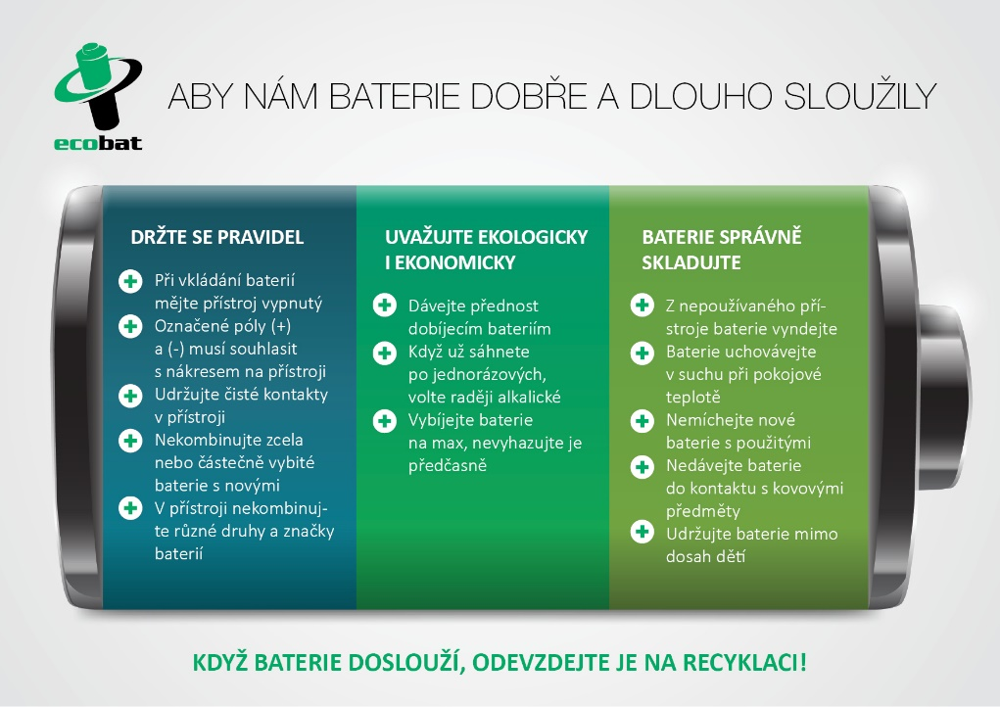 ecobat
ABY NÁM BATERIE DOBŘE A DLOUHO SLOUŽILY
DRŽTE SE PRAVIDEL
Při vkládání baterií
mějte přístroj vypnutý
Označené póly (+)
a (-) musí souhlasit
s nákresem na přístroji
Udržujte čisté kontakty
v přístroji
Nekombinujte zcela
nebo částečně vybité
baterie s novými
V přístroji nekombinuj-
te různé druhy a značky
baterií
UVAŽUJTE EKOLOGICKY
I EKONOMICKY
Dávejte přednost
dobíjecím bateriím
Když už sáhnete
po jednorázových,
volte raději alkalické
Vybíjejte baterie
na max, nevyhazujte je
předčasně
BATERIE SPRÁVNĚ
SKLADUJTE
Z nepoužívaného pří-
stroje baterie vyndejte
Baterie uchovávejte
v suchu při pokojové
teplotě
Nemíchejte nové
baterie s použitými
Nedávejte baterie
do kontaktu s kovovými
předměty
Udržujte baterie mimo
dosah dětí
KDYŽ BATERIE DOSLOUŽÍ, ODEVZDEJTE JE NA RECYKLACI!